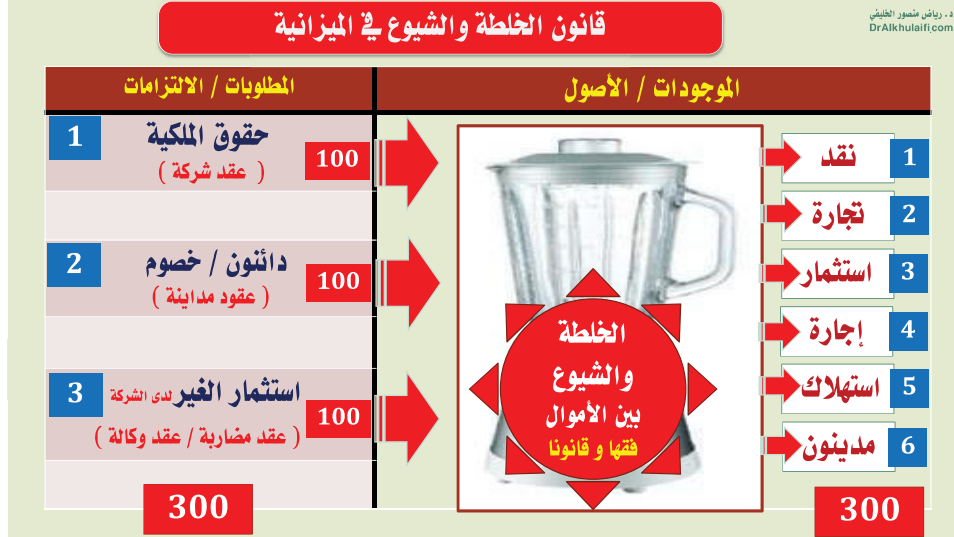 د . رياض منصور الخليفي
DrAlkhulaifi.com
قانون الخلطة والشيوع في الميزانية
الموجودات / الأصول
المطلوبات / الالتزامات
1 نقد
2 تجارة
3 استثمار
4 إجارة
5 استهلاك
6 مدينون
300
الخلطة
والشيوع
بين الأموال
فقها و قانونا
1 حقوق الملكية
( عقد شركة )
100
2 دائنون / خصوم
( عقود مداينة )
100
3 استثمار الغير لدى الشركة
( عقد مضاربة / عقد وكالة )
100
300